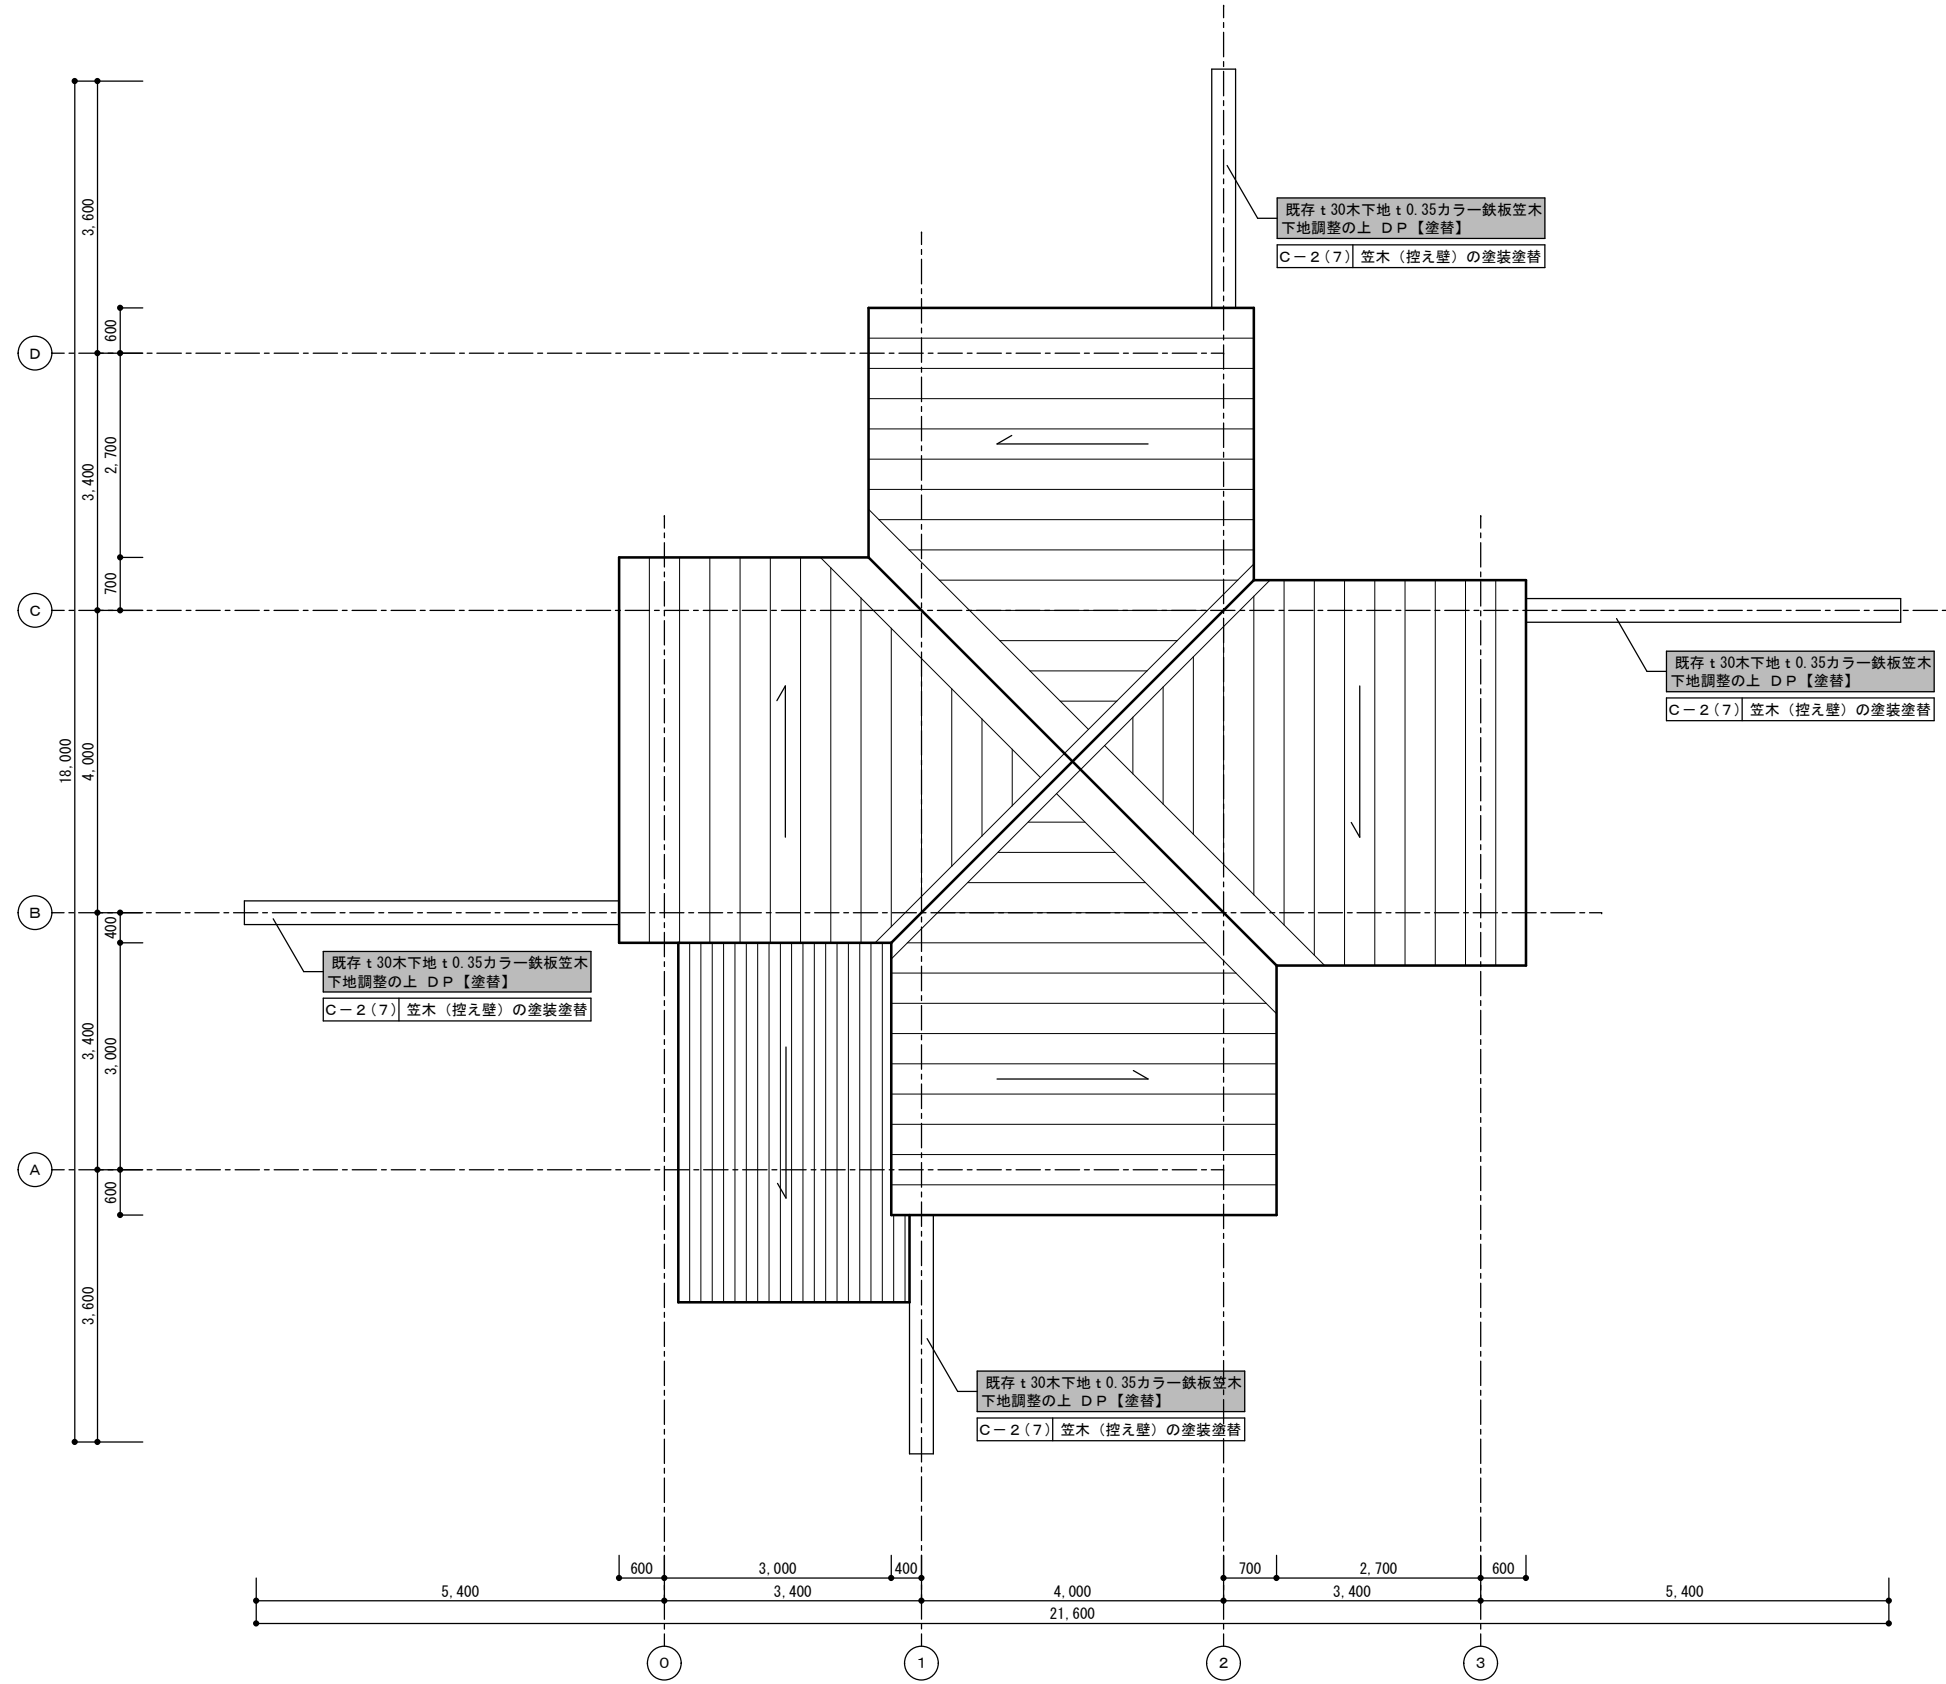 既存ｔ30木下地ｔ0.35カラー鉄板笠木
下地調整の上 ＤＰ【塗替】
Ｃ－２(７) 笠木（控え壁）の塗装塗替
3,600
600
D
2,700
3,400
700
C
既存ｔ30木下地ｔ0.35カラー鉄板笠木
下地調整の上 ＤＰ【塗替】
Ｃ－２(７) 笠木（控え壁）の塗装塗替
18,000
4,000
B
400
既存ｔ30木下地ｔ0.35カラー鉄板笠木
下地調整の上 ＤＰ【塗替】
Ｃ－２(７) 笠木（控え壁）の塗装塗替
3,400
3,000
A
600
3,600
既存ｔ30木下地ｔ0.35カラー鉄板笠木
下地調整の上 ＤＰ【塗替】
Ｃ－２(７) 笠木（控え壁）の塗装塗替
600 3,000 400 700 2,700 600
5,400 3,400 4,000 3,400 5,400
21,600
0 1 2 3